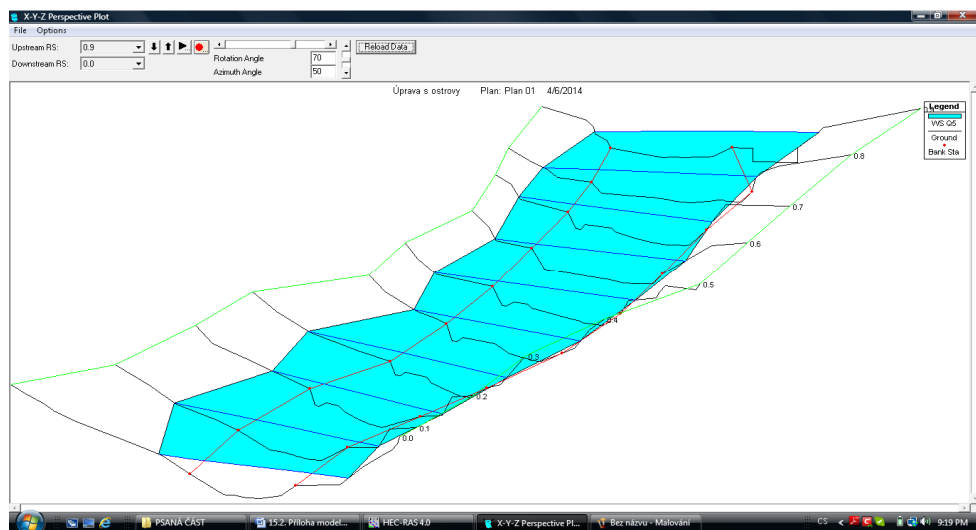 X-Y-Z Perspective Plot
File Options
Upstream RS: 0.9
Downstream RS: 0.0
Rotation Angle 70
Azimuth Angle 50
Reload Data
Úprava s ostrovy Plan: Plan 01 4/6/2014
Legend
WS Q5
Ground
Bank Sta
0.8
0.7
0.6
0.5
0.4
0.3
0.2
0.1
0.0
PSANÁ ČÁST
15.2. Příloha model...
HEC-RAS 4.0
X-Y-Z Perspective Pl...
Bez názvu - Malování
CS
9:19 PM